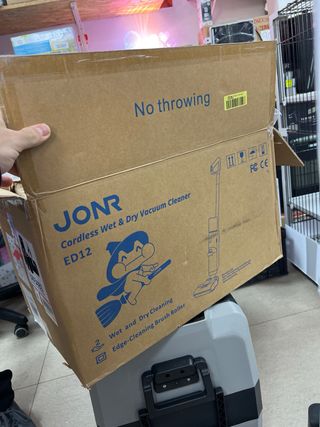 No throwing
JONR
Cordless Wet & Dry Vacuum Cleaner
ED12
Wet and Dry Cleaning
Edge-Cleaning Brush Roller